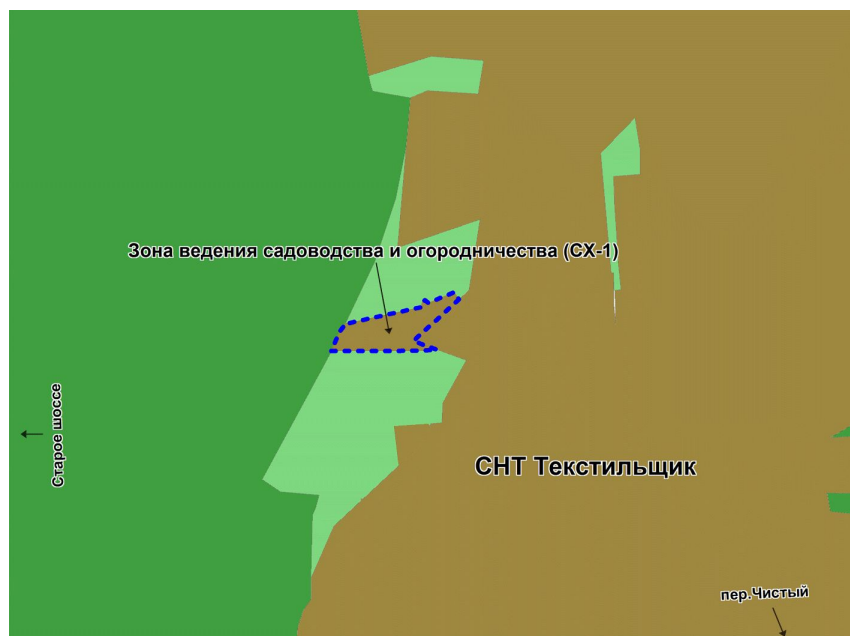 Зона ведения садоводства и огородничества (СХ-1)
Старое шоссе
СНТ Текстильщик
пер.Чистый